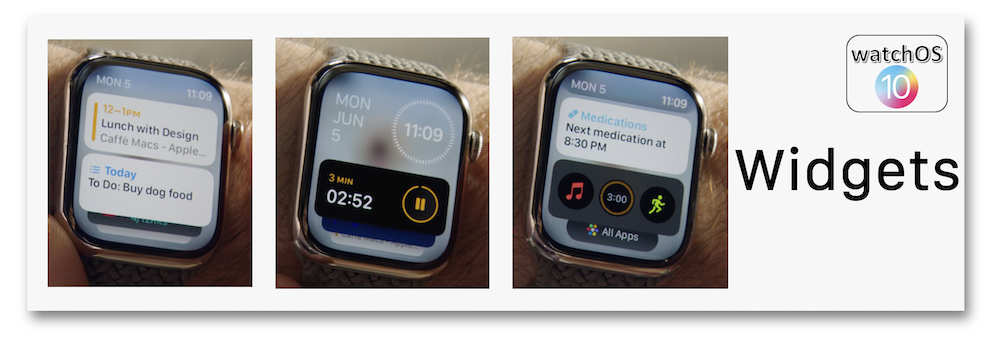 MON 5
11:09
12–1PM
Lunch with Design
Caffè Macs - Apple...
Today
To Do: Buy dog food
MON
JUN
5
11:09
3 MIN
02:52
MON 5
11:09
Medications
Next medication at
8:30 PM
3:00
All Apps
watchOS
10
Widgets